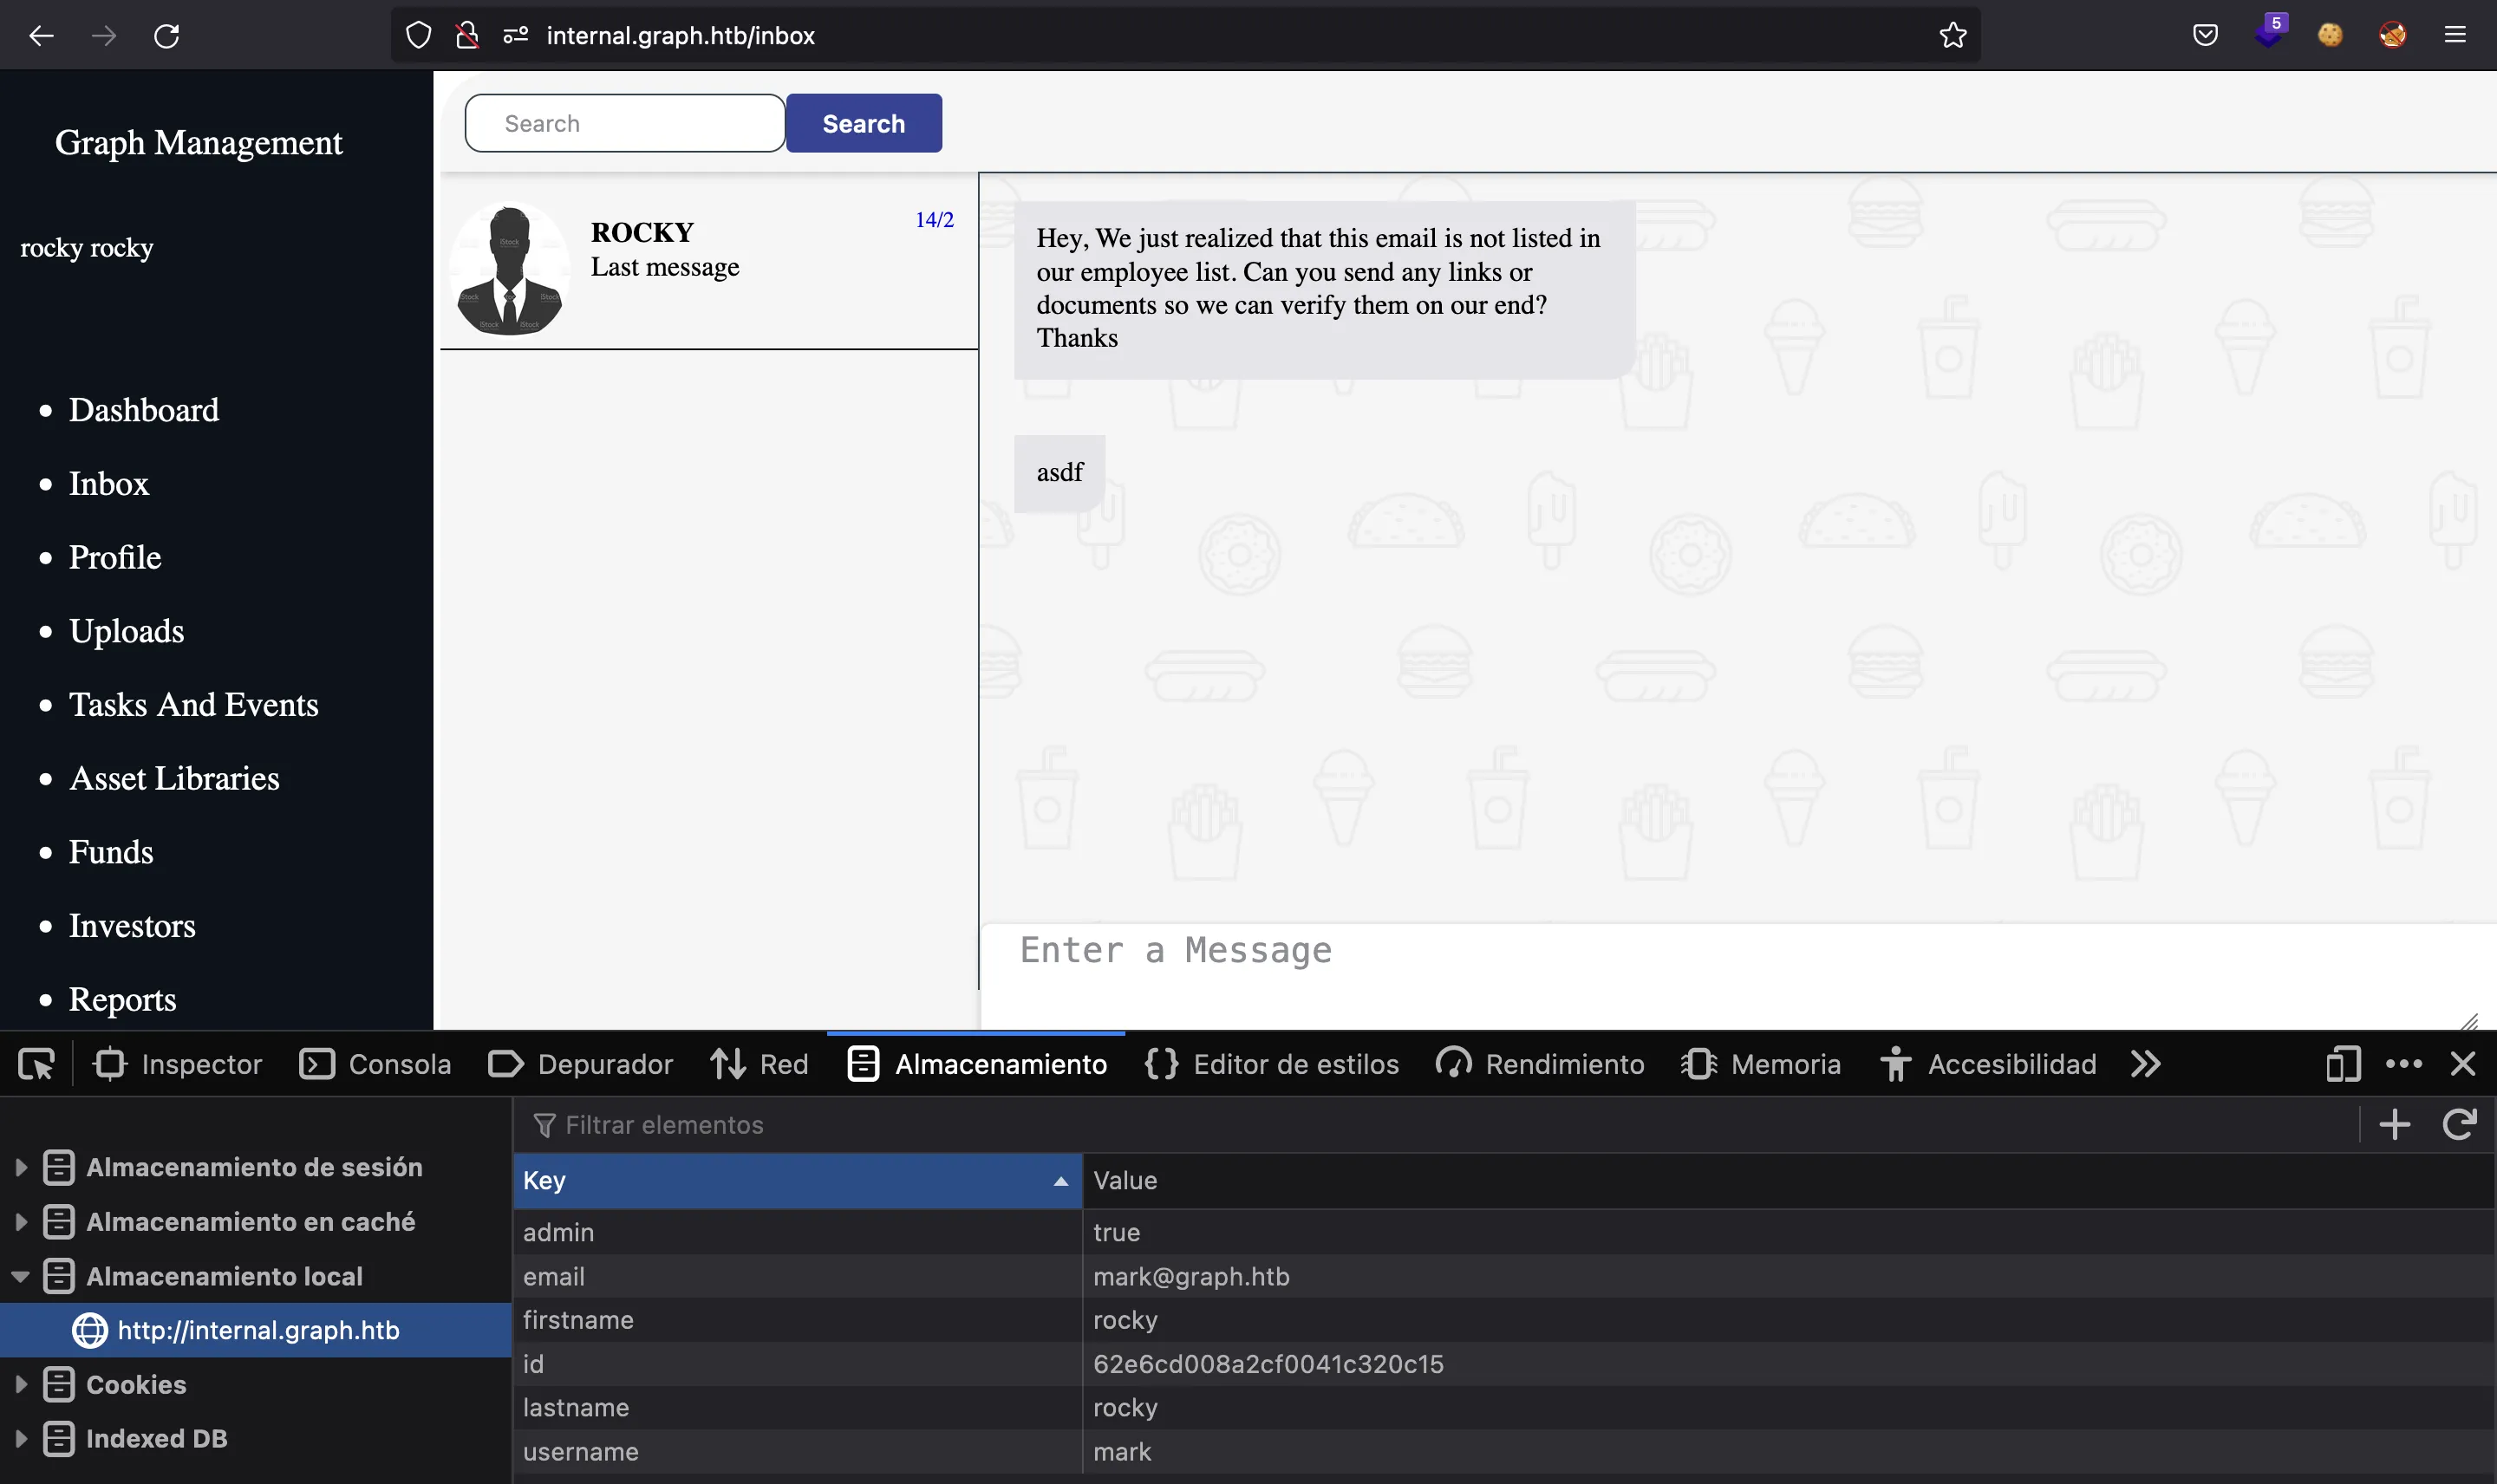 internal.graph.htb/inbox
5
Graph Management
rocky rocky
Dashboard
Inbox
Profile
Uploads
Tasks And Events
Asset Libraries
Funds
Investors
Reports
Search
Search
ROCKY
14/2
Last message
iStock
iStock
iStock
iStock
iStock
Hey, We just realized that this email is not listed in
our employee list. Can you send any links or
documents so we can verify them on our end?
Thanks
asdf
Enter a Message
Inspector
Consola
Depurador
Red
Almacenamiento
Editor de estilos
Rendimiento
Memoria
Accesibilidad
Almacenamiento de sesión
Almacenamiento en caché
Almacenamiento local
http://internal.graph.htb
Cookies
Indexed DB
Filtrar elementos
Key Value
admin true
email mark@graph.htb
firstname rocky
id 62e6cd008a2cf0041c320c15
lastname rocky
username mark